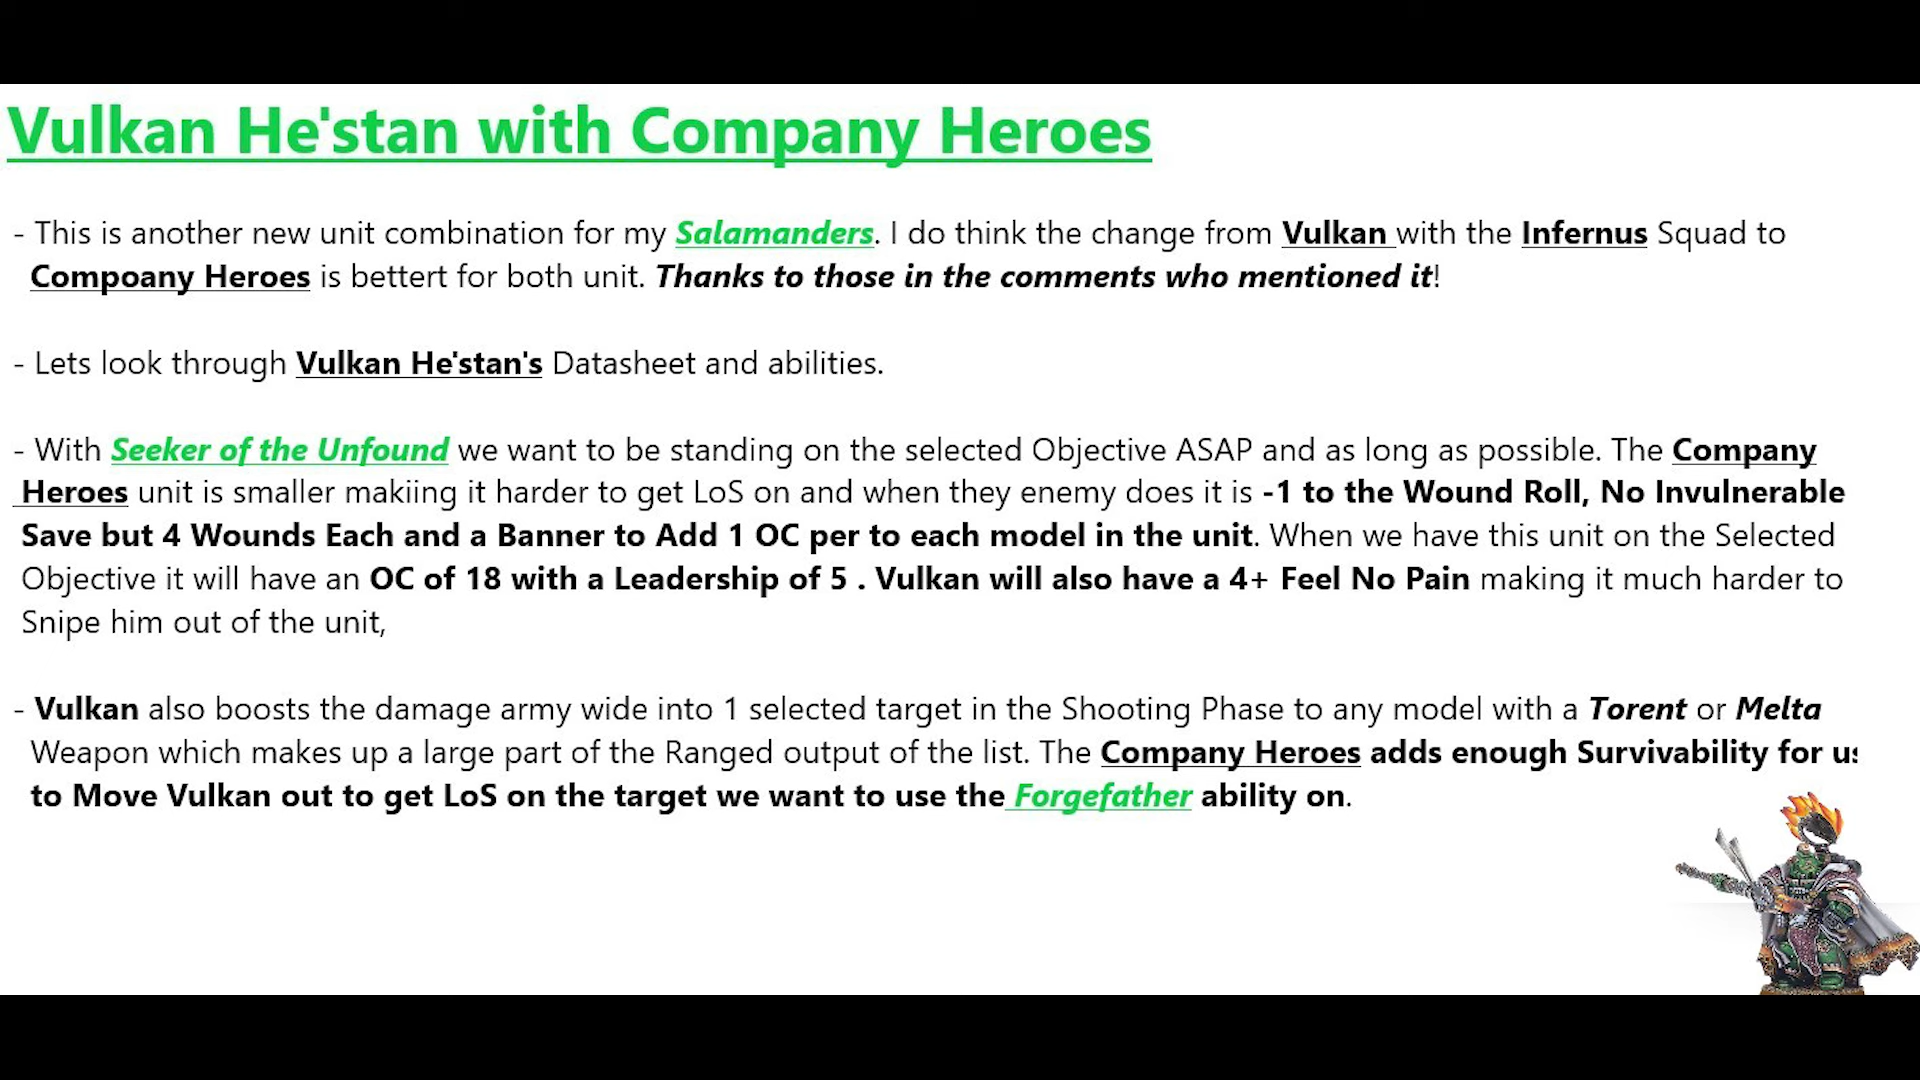 Vulkan He'stan with Company Heroes
- This is another new unit combination for my Salamanders. I do think the change from Vulkan with the Infernus Squad to
Compoany Heroes is bettert for both unit. Thanks to those in the comments who mentioned it!
- Lets look through Vulkan He'stan's Datasheet and abilities.
- With Seeker of the Unfound we want to be standing on the selected Objective ASAP and as long as possible. The Company
Heroes unit is smaller makiing it harder to get LoS on and when they enemy does it is -1 to the Wound Roll, No Invulnerable
Save but 4 Wounds Each and a Banner to Add 1 OC per to each model in the unit. When we have this unit on the Selected
Objective it will have an OC of 18 with a Leadership of 5 . Vulkan will also have a 4+ Feel No Pain making it much harder to
Snipe him out of the unit,
- Vulkan also boosts the damage army wide into 1 selected target in the Shooting Phase to any model with a Torent or Melta
Weapon which makes up a large part of the Ranged output of the list. The Company Heroes adds enough Survivability for us
to Move Vulkan out to get LoS on the target we want to use the Forgefather ability on.